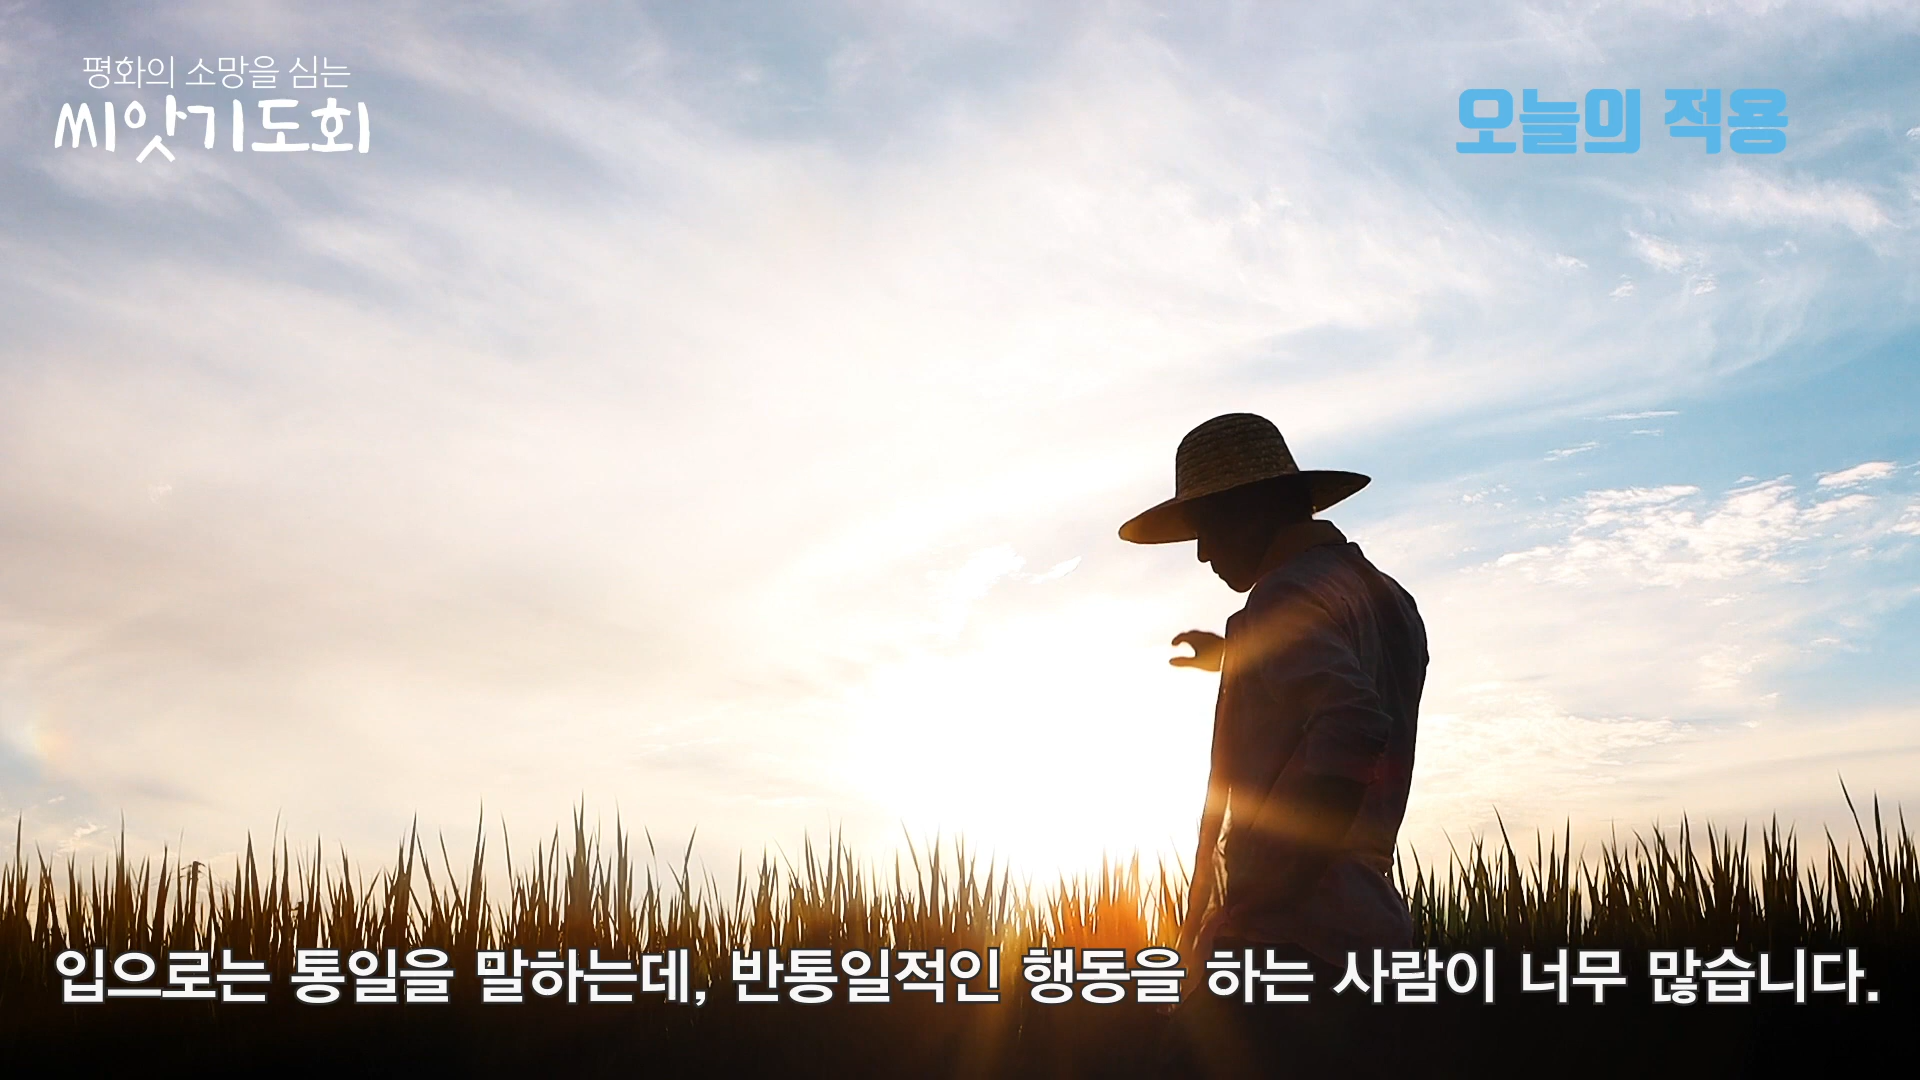 평화의 소망을 심는
씨앗기도회
오늘의 적용
입으로는 통일을 말하는데, 반통일적인 행동을 하는 사람이 너무 많습니다.